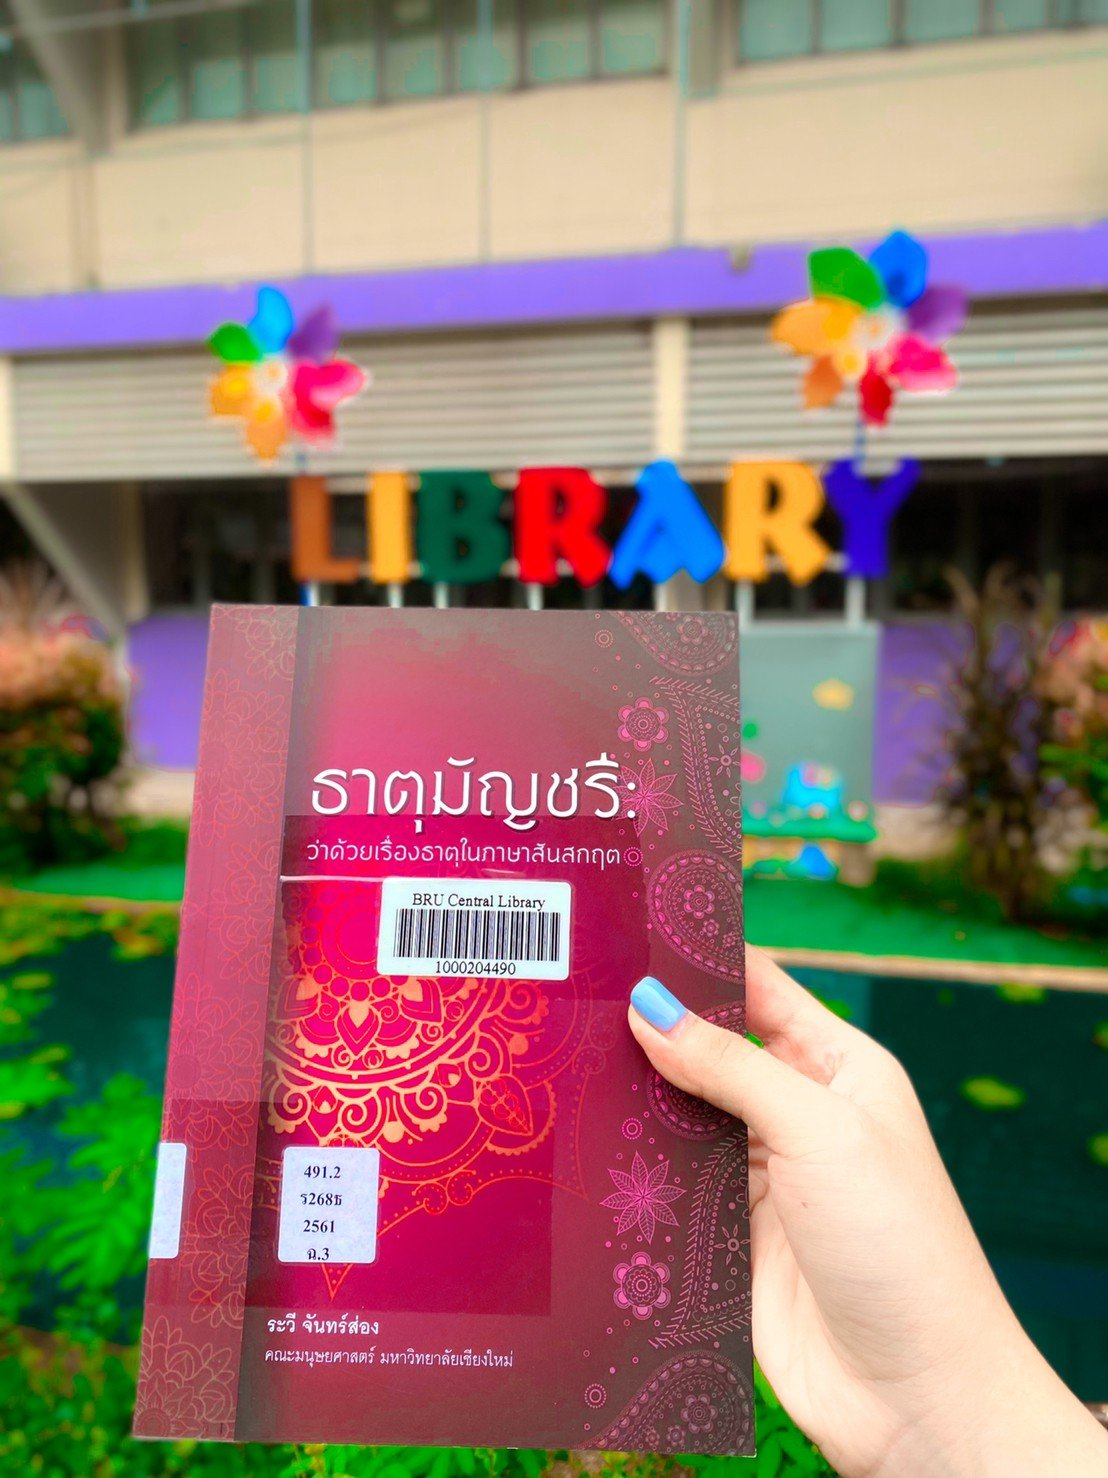 LIBRARY
ธาตุมัญชรี:
ว่าด้วยเรื่องธาตุในภาษาสันสกฤต
BRU Central Library
1000204490
491.2
ร268ธ
2561
ฉ.3
ระวี จันทร์ส่อง
คณะมนุษยศาสตร์ มหาวิทยาลัยเชียงใหม่